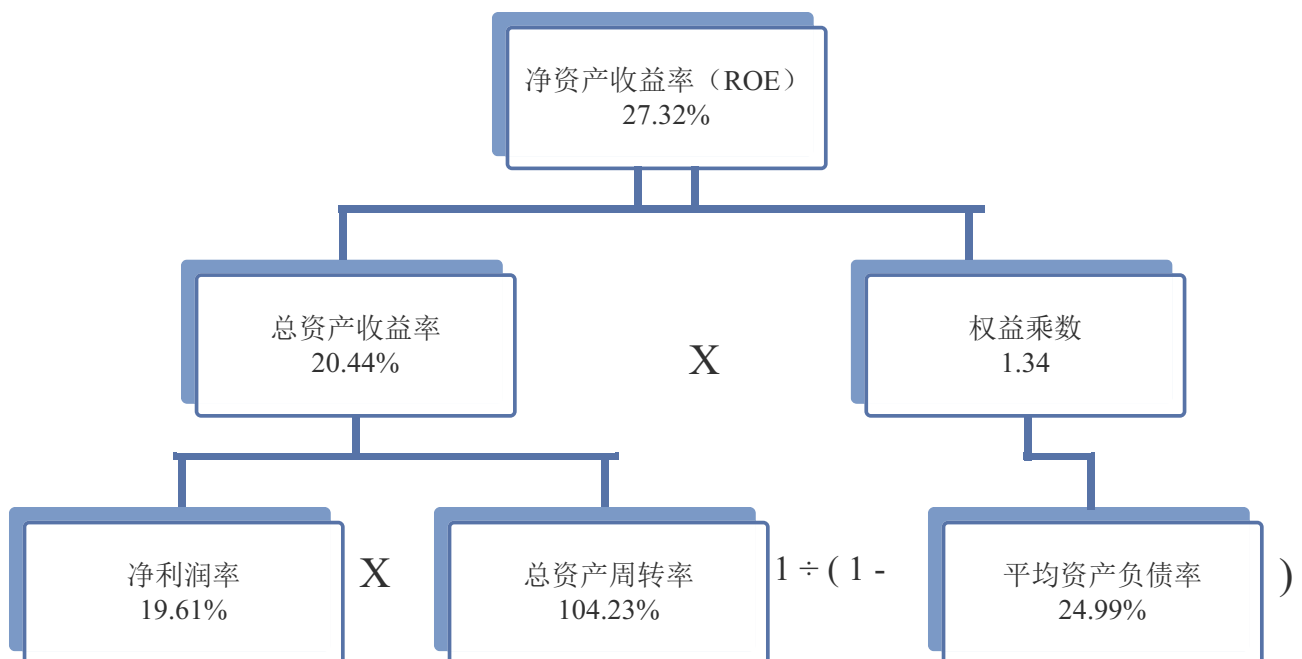 净资产收益率（ROE）
27.32%
总资产收益率
20.44%
X
权益乘数
1.34
净利润率
19.61%
X
总资产周转率
104.23%
1 ÷ ( 1 -
平均资产负债率
24.99%
)